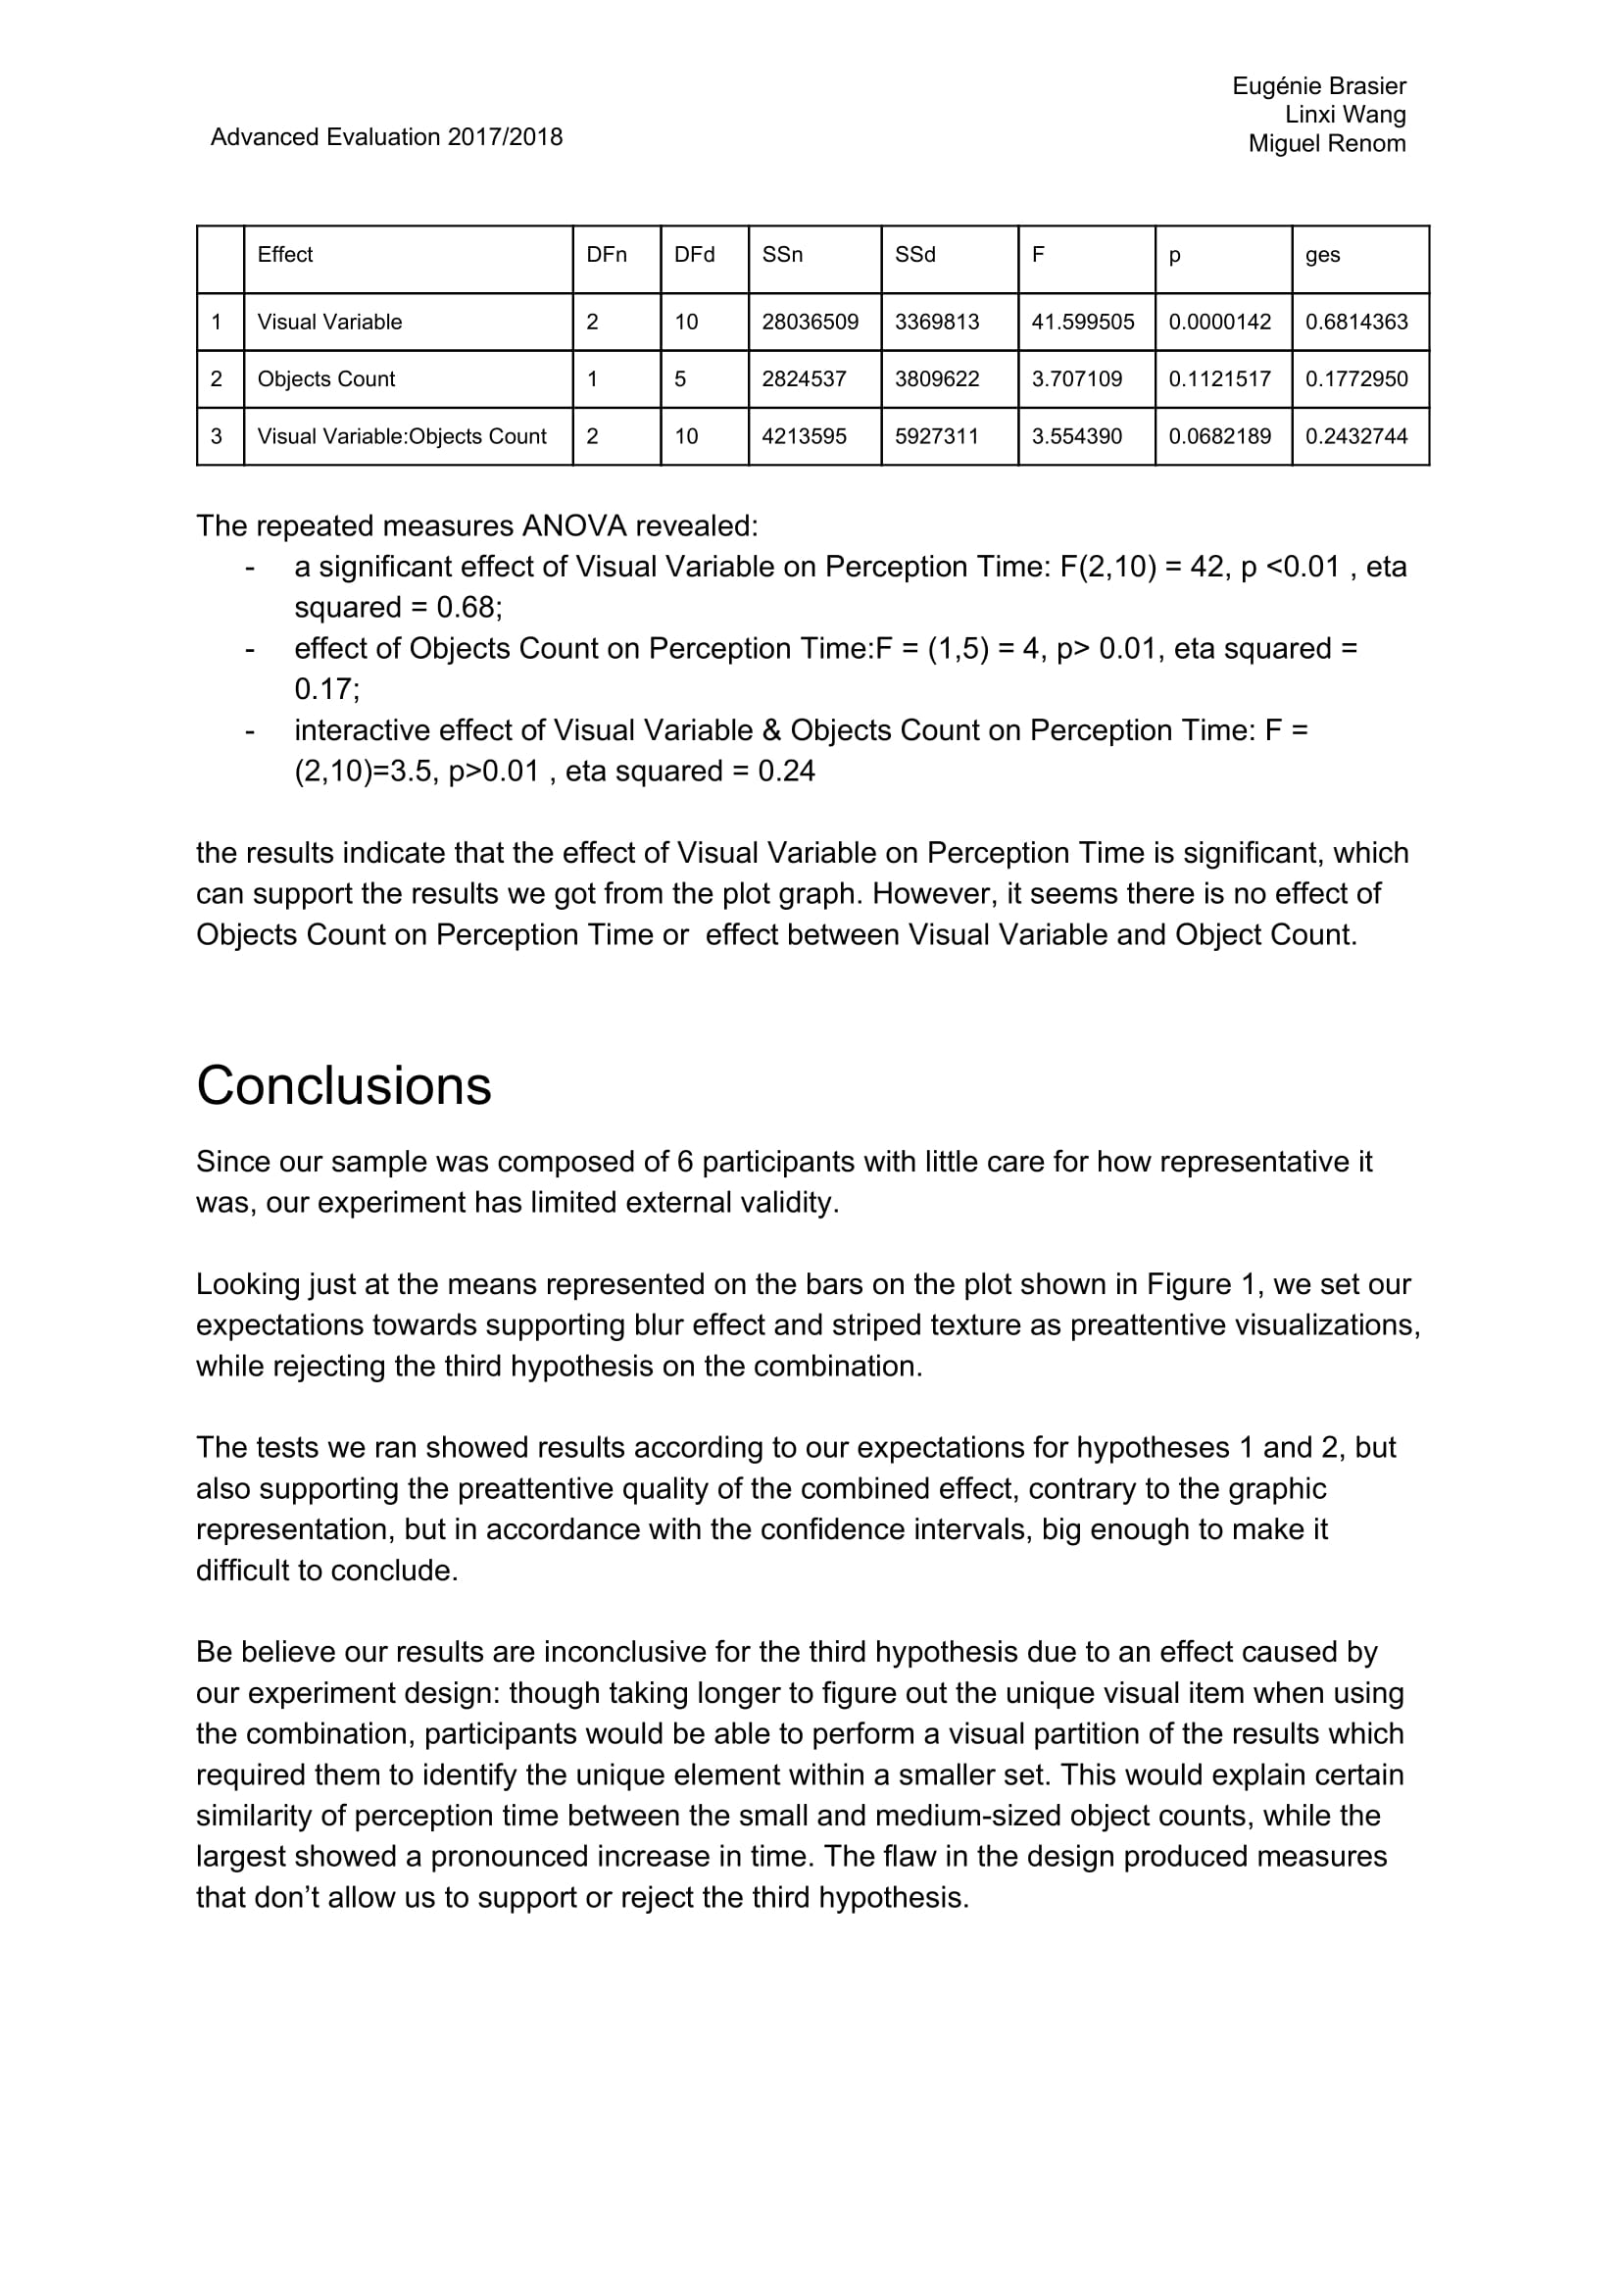 Eugénie Brasier
Linxi Wang
Advanced Evaluation 2017/2018
Miguel Renom
Effect DFn DFd SSn SSd F p ges
1 Visual Variable 2 10 28036509 3369813 41.599505 0.0000142 0.6814363
2 Objects Count 1 5 2824537 3809622 3.707109 0.1121517 0.1772950
3 Visual Variable:Objects Count 2 10 4213595 5927311 3.554390 0.0682189 0.2432744
The repeated measures ANOVA revealed:
- a significant effect of Visual Variable on Perception Time: F(2,10) = 42, p <0.01 , eta
squared = 0.68;
- effect of Objects Count on Perception Time:F = (1,5) = 4, p> 0.01, eta squared =
0.17;
- interactive effect of Visual Variable & Objects Count on Perception Time: F =
(2,10)=3.5, p>0.01 , eta squared = 0.24
the results indicate that the effect of Visual Variable on Perception Time is significant, which
can support the results we got from the plot graph. However, it seems there is no effect of
Objects Count on Perception Time or  effect between Visual Variable and Object Count.
Conclusions
Since our sample was composed of 6 participants with little care for how representative it
was, our experiment has limited external validity.
Looking just at the means represented on the bars on the plot shown in Figure 1, we set our
expectations towards supporting blur effect and striped texture as preattentive visualizations,
while rejecting the third hypothesis on the combination.
The tests we ran showed results according to our expectations for hypotheses 1 and 2, but
also supporting the preattentive quality of the combined effect, contrary to the graphic
representation, but in accordance with the confidence intervals, big enough to make it
difficult to conclude.
Be believe our results are inconclusive for the third hypothesis due to an effect caused by
our experiment design: though taking longer to figure out the unique visual item when using
the combination, participants would be able to perform a visual partition of the results which
required them to identify the unique element within a smaller set. This would explain certain
similarity of perception time between the small and medium-sized object counts, while the
largest showed a pronounced increase in time. The flaw in the design produced measures
that don’t allow us to support or reject the third hypothesis.